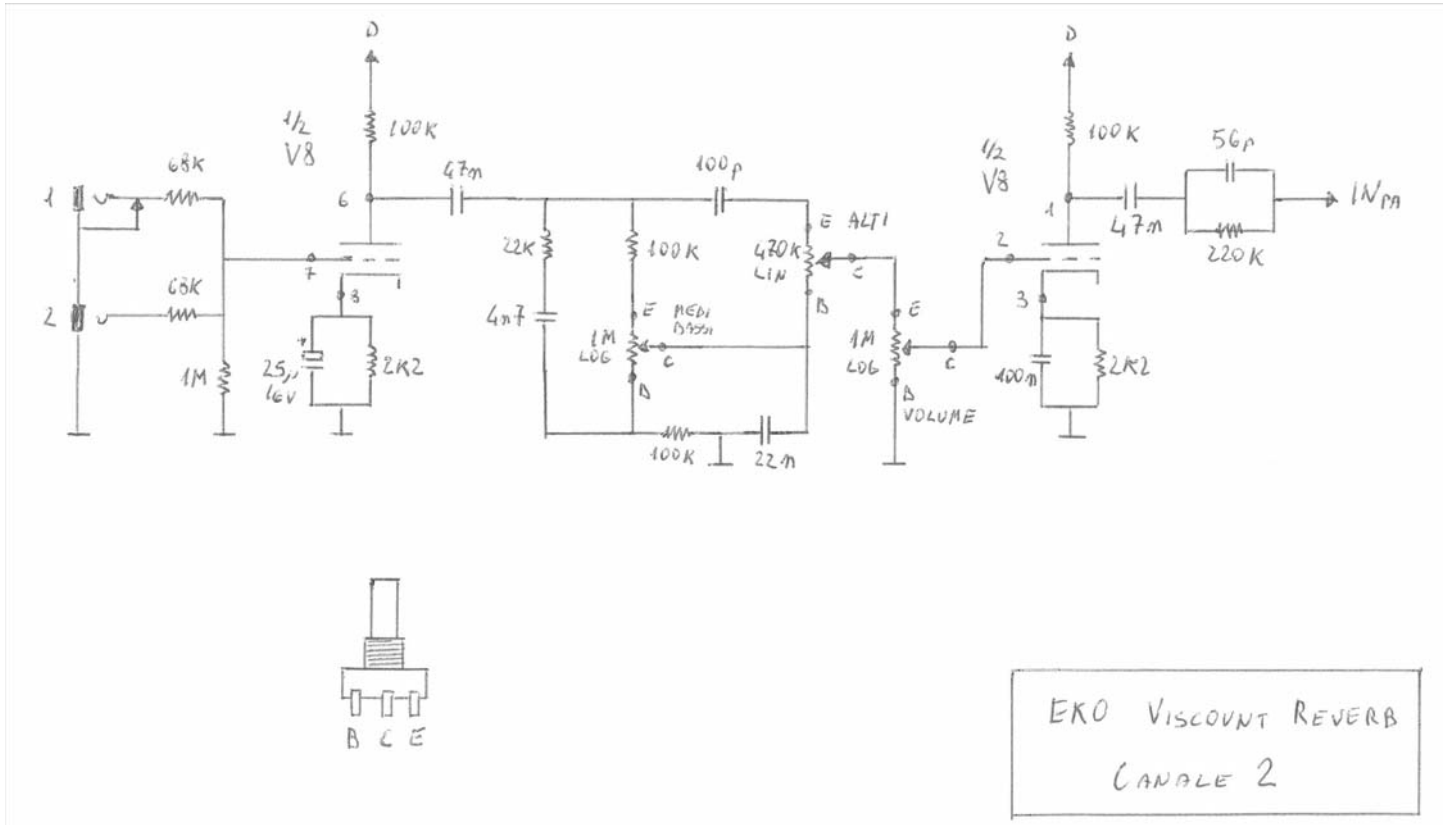 D
100K
1/2
V8
68K
1
6
47n
100p
7
8
68K
2
1M
25µ
16V
2K2
22K
4n7
100K
E
MEDI
BASSI
1M
LOG
C
B
100K
22n
E ALTI
470K
LIN
C
B
E
1M
LOG
C
B
VOLUME
D
100K
1/2
V8
1
2
3
47n
56p
220K
IN PA
100n
2K2
B C E
EKO VISCOUNT REVERB
CANALE 2